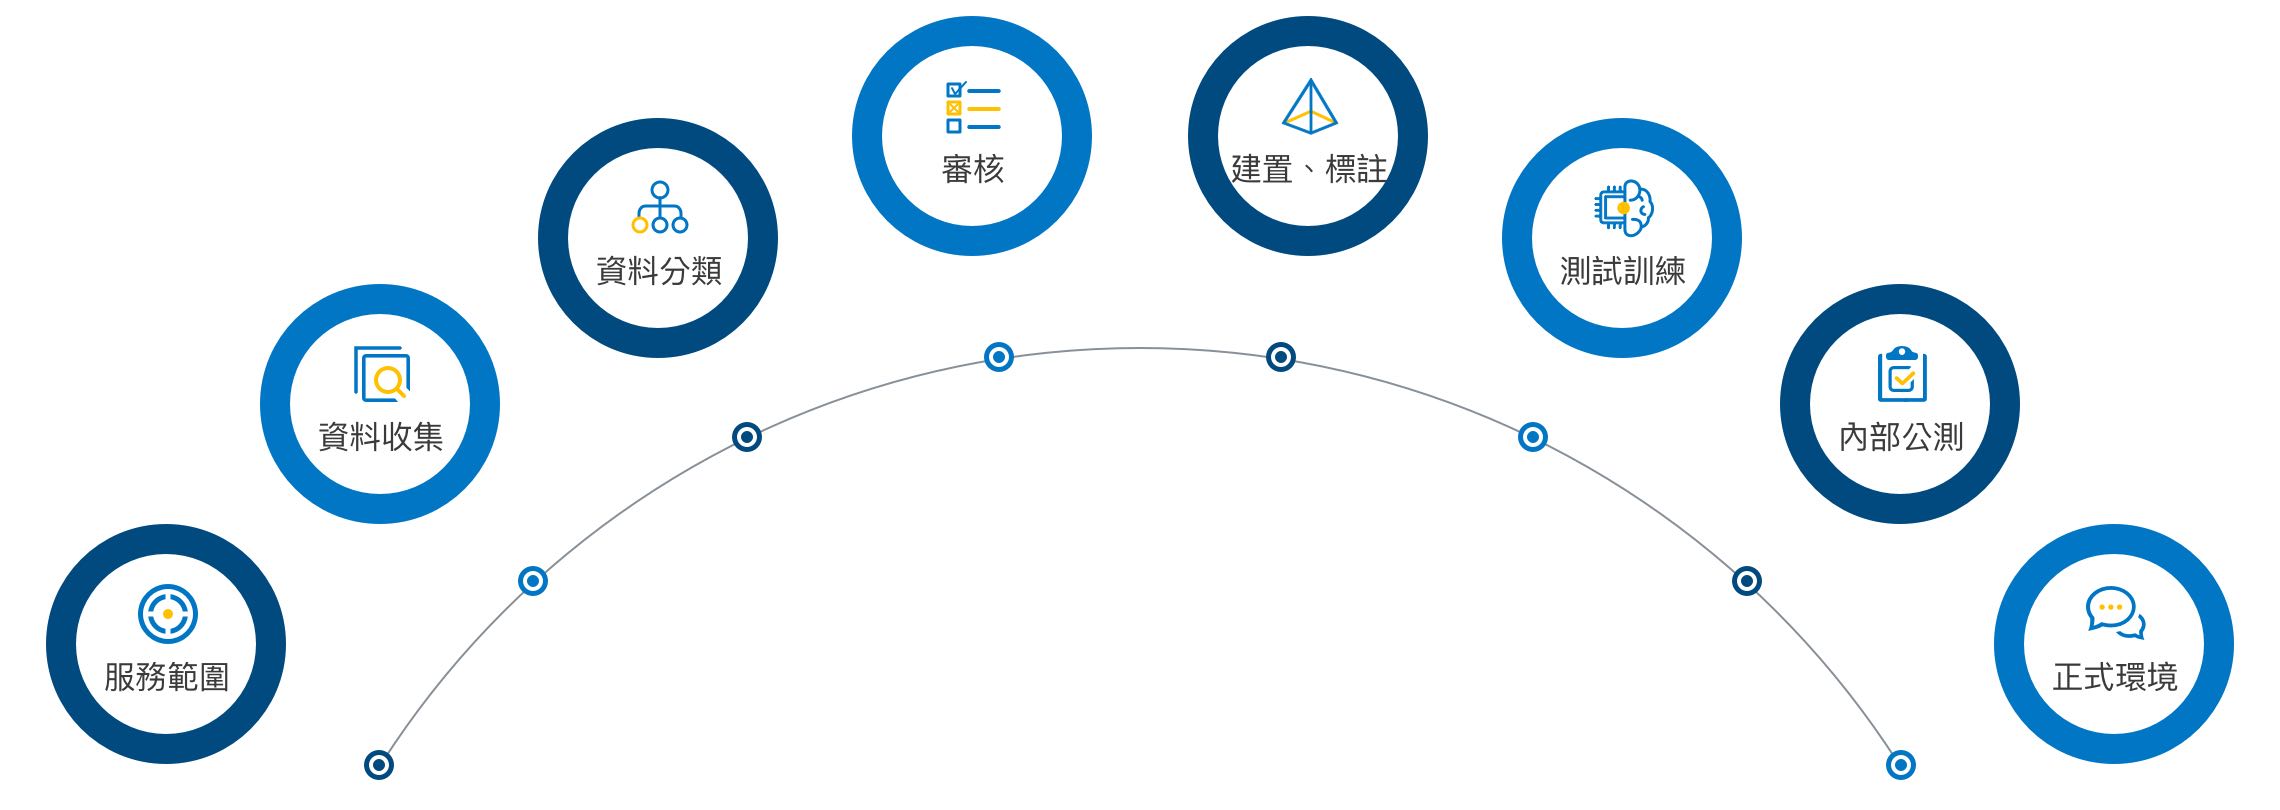 服務範圍
資料收集
資料分類
審核
建置、標註
測試訓練
內部公測
正式環境